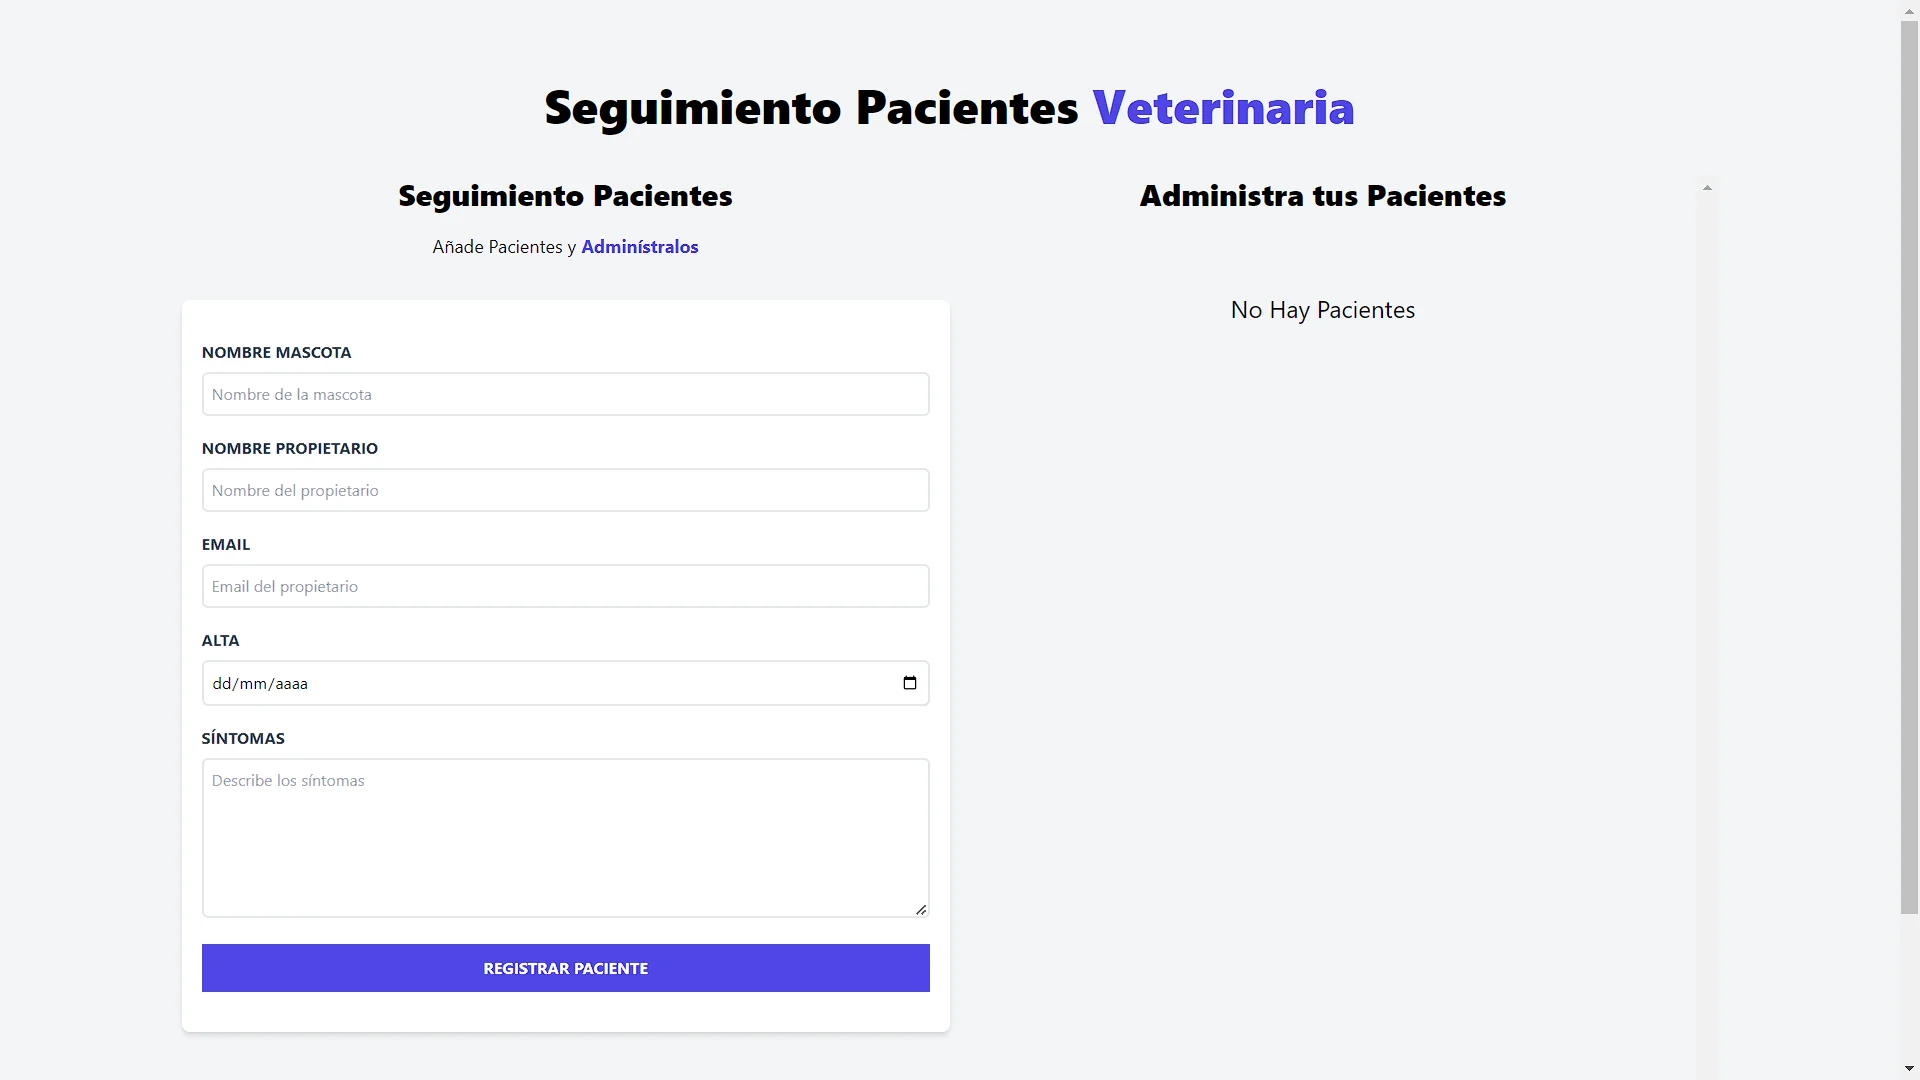 Seguimiento Pacientes Veterinaria
Seguimiento Pacientes
Añade Pacientes y Adminístralos
NOMBRE MASCOTA
Nombre de la mascota
NOMBRE PROPIETARIO
Nombre del propietario
EMAIL
Email del propietario
ALTA
dd/mm/aaaa
SÍNTOMAS
Describe los síntomas
REGISTRAR PACIENTE
Administra tus Pacientes
No Hay Pacientes